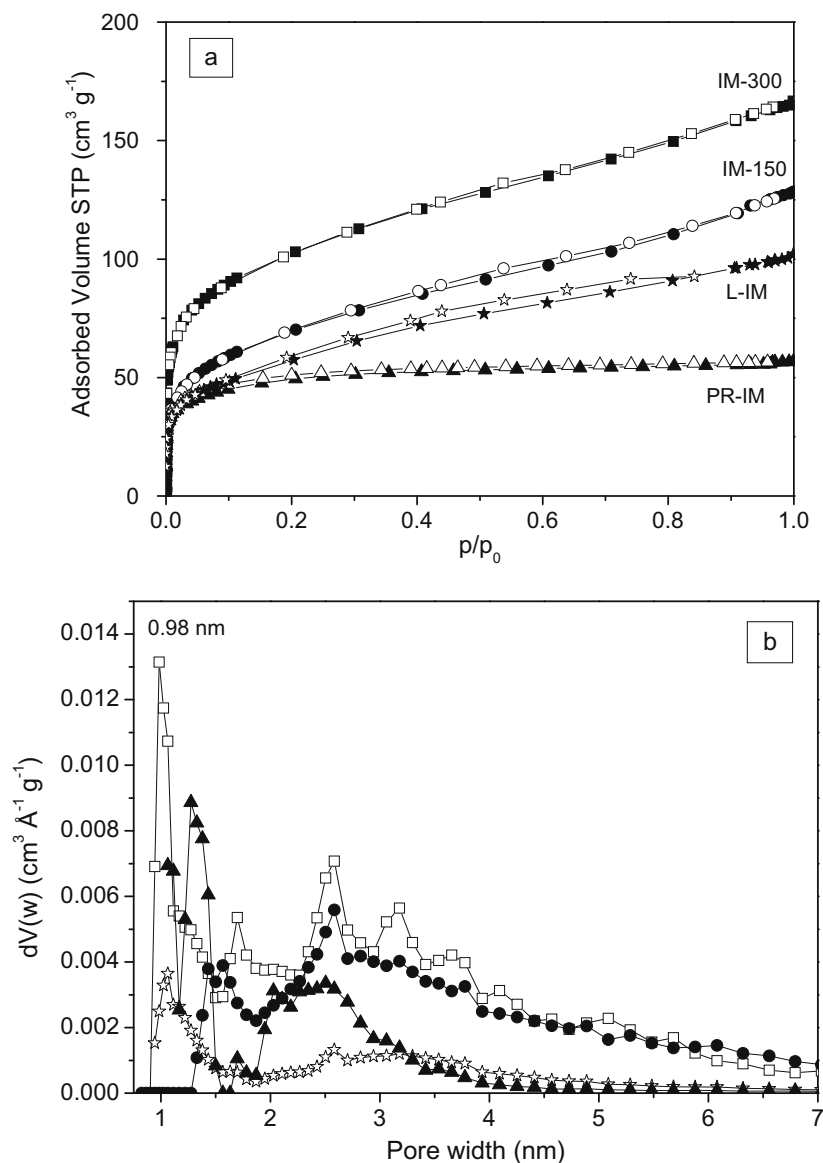 a
200
150
100
50
0
Adsorbed Volume STP (cm³ g⁻¹)
IM-300
IM-150
L-IM
PR-IM
0.0 0.2 0.4 0.6 0.8 1.0
p/p₀
b
0.98 nm
0.014
0.012
0.010
0.008
0.006
0.004
0.002
0.000
dV(w) (cm³ Å⁻¹ g⁻¹)
1 2 3 4 5 6 7
Pore width (nm)